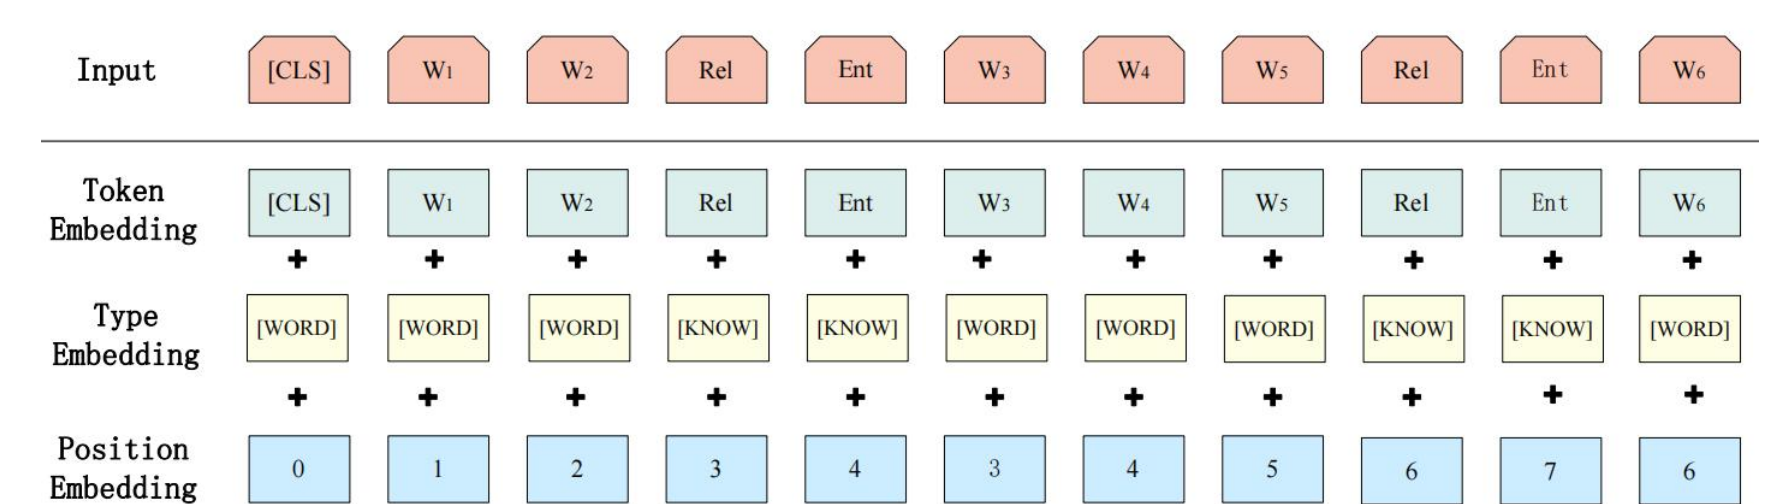 Input [CLS] W1 W2 Rel Ent W3 W4 W5 Rel Ent W6
Token
Embedding
[CLS] W1 W2 Rel Ent W3 W4 W5 Rel Ent W6
+ + + + + + + + + + +
Type
Embedding
[WORD] [WORD] [WORD] [KNOW] [KNOW] [WORD] [WORD] [WORD] [KNOW] [KNOW] [WORD]
+ + + + + + + + + + +
Position
Embedding
0 1 2 3 4 3 4 5 6 7 6